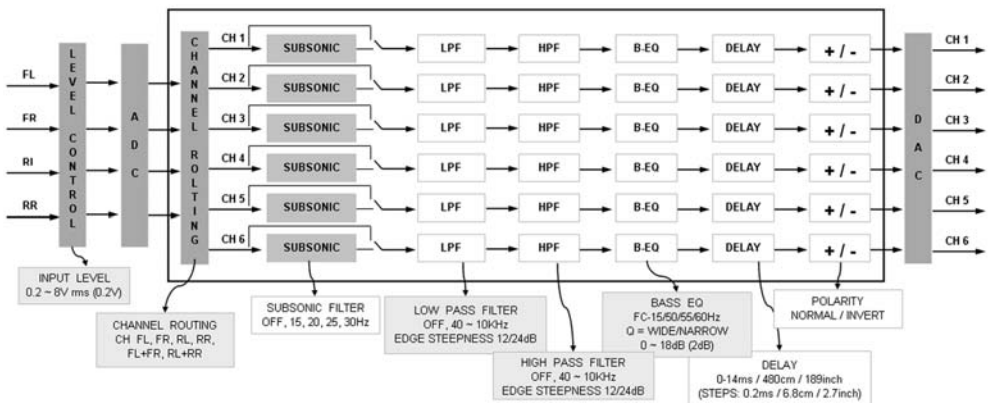 FL
FR
RI
RR
LEVEL CONTROL
ADC
CHANNEL ROLTING
CH 1 SUBSONIC LPF HPF B-EQ DELAY + / - CH 1
CH 2 SUBSONIC LPF HPF B-EQ DELAY + / - CH 2
CH 3 SUBSONIC LPF HPF B-EQ DELAY + / - CH 3
CH 4 SUBSONIC LPF HPF B-EQ DELAY + / - CH 4
CH 5 SUBSONIC LPF HPF B-EQ DELAY + / - CH 5
CH 6 SUBSONIC LPF HPF B-EQ DELAY + / - CH 6
DAC
INPUT LEVEL
0.2 ~ 8V rms (0.2V)
CHANNEL ROUTING
CH FL, FR, RL, RR,
FL+FR, RL+RR
SUBSONIC FILTER
OFF, 15, 20, 25, 30Hz
LOW PASS FILTER
OFF, 40 ~ 10KHz
EDGE STEEPNESS 12/24dB
HIGH PASS FILTER
OFF, 40 ~ 10KHz
EDGE STEEPNESS 12/24dB
BASS EQ
FC-15/50/55/60Hz
Q = WIDE/NARROW
0 ~ 18dB (2dB)
POLARITY
NORMAL / INVERT
DELAY
0-14ms / 480cm / 189inch
(STEPS: 0.2ms / 6.8cm / 2.7inch)